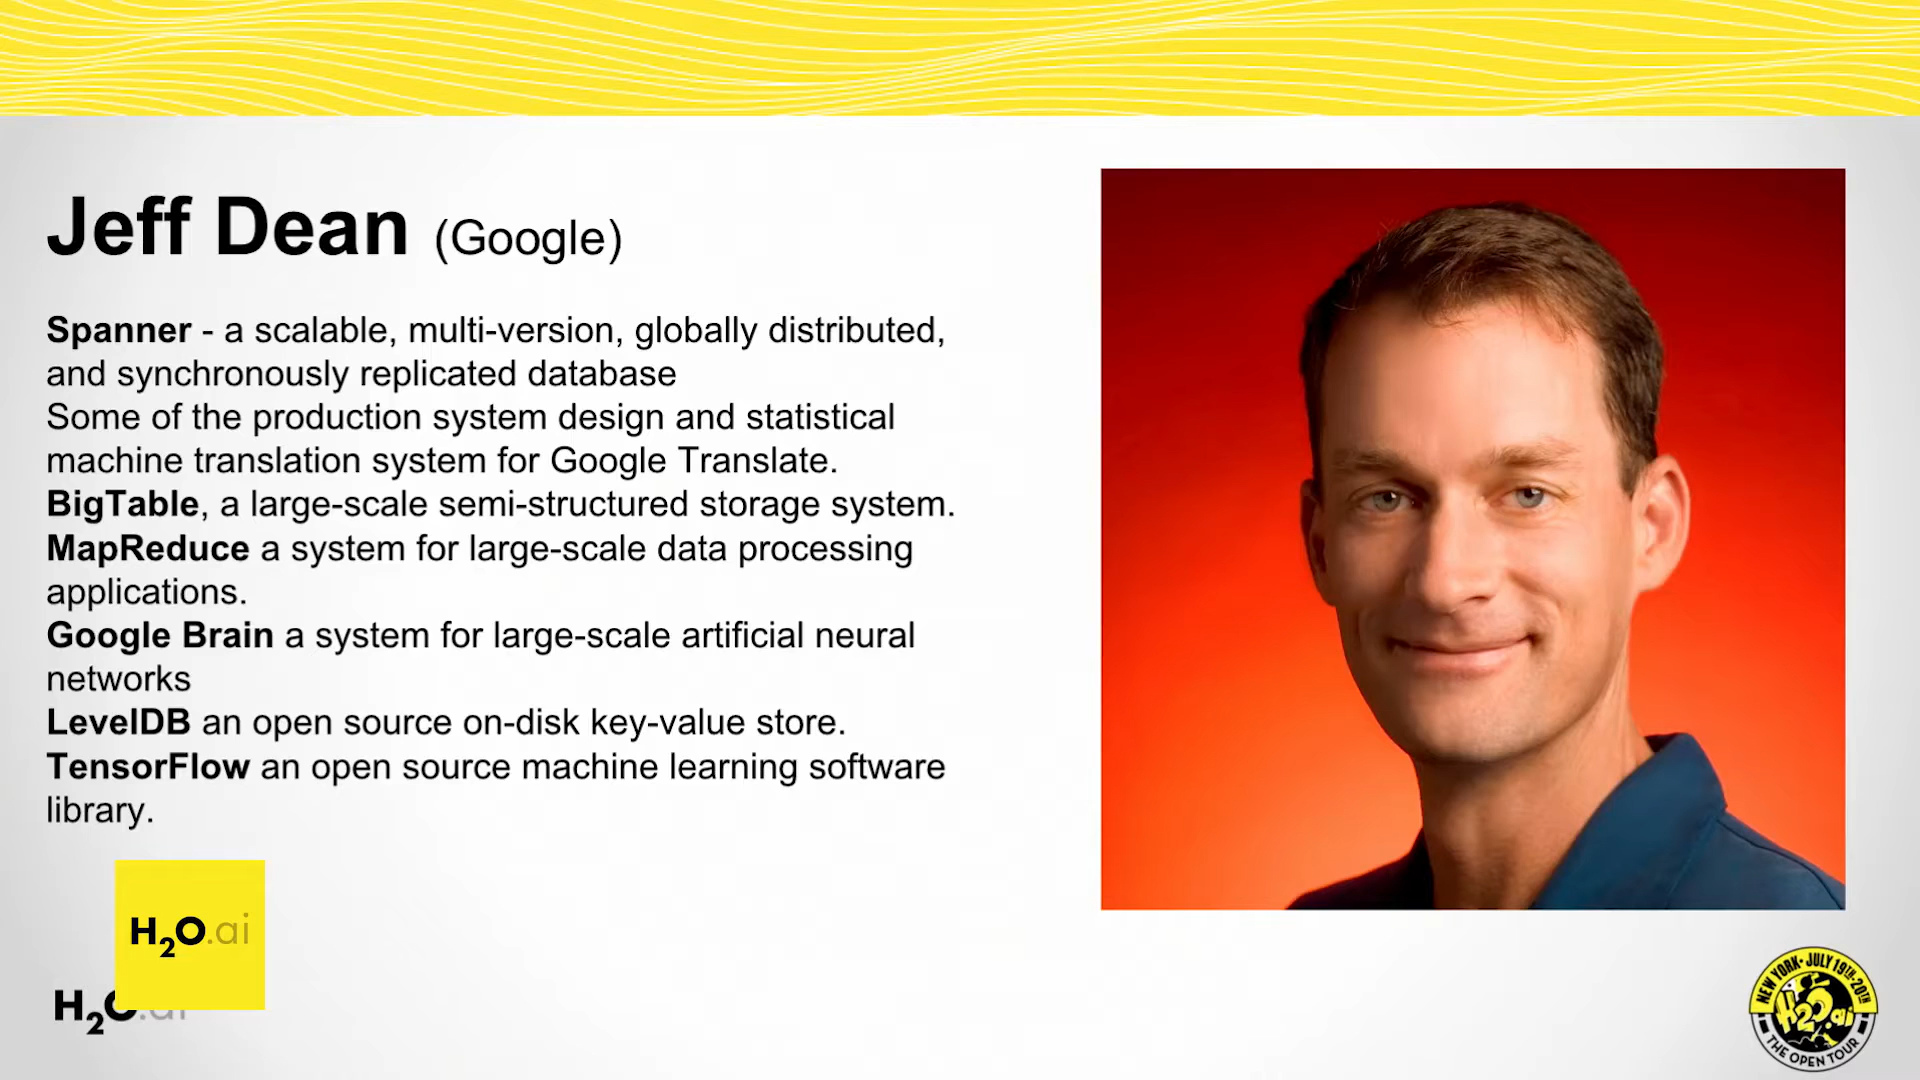 Jeff Dean (Google)
Spanner - a scalable, multi-version, globally distributed,
and synchronously replicated database
Some of the production system design and statistical
machine translation system for Google Translate.
BigTable, a large-scale semi-structured storage system.
MapReduce a system for large-scale data processing
applications.
Google Brain a system for large-scale artificial neural
networks
LevelDB an open source on-disk key-value store.
TensorFlow an open source machine learning software
library.
H2O.ai
H2O.ai
NEW YORK • JULY 19TH-20TH
H2O.ai
THE OPEN TOUR